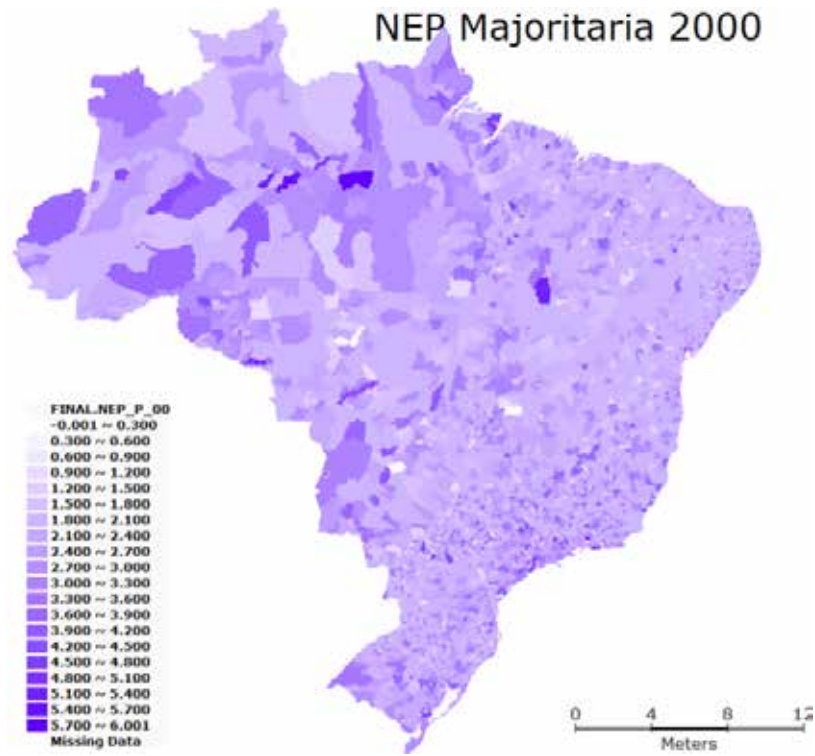 NEP Majoritaria 2000
FINAL.NEP_P_00
-0.001 ~ 0.300
0.300 ~ 0.600
0.600 ~ 0.900
0.900 ~ 1.200
1.200 ~ 1.500
1.500 ~ 1.800
1.800 ~ 2.100
2.100 ~ 2.400
2.400 ~ 2.700
2.700 ~ 3.000
3.000 ~ 3.300
3.300 ~ 3.600
3.600 ~ 3.900
3.900 ~ 4.200
4.200 ~ 4.500
4.500 ~ 4.800
4.800 ~ 5.100
5.100 ~ 5.400
5.400 ~ 5.700
5.700 ~ 6.001
Missing Data
0 4 8 12
Meters